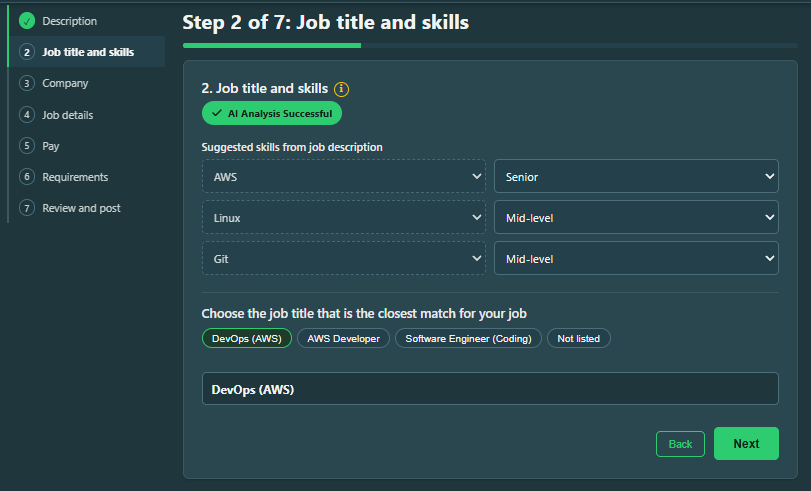 Description
2 Job title and skills
3 Company
4 Job details
5 Pay
6 Requirements
7 Review and post
Step 2 of 7: Job title and skills
2. Job title and skills i
AI Analysis Successful
Suggested skills from job description
AWS Senior
Linux Mid-level
Git Mid-level
Choose the job title that is the closest match for your job
DevOps (AWS) AWS Developer Software Engineer (Coding) Not listed
DevOps (AWS)
Back Next